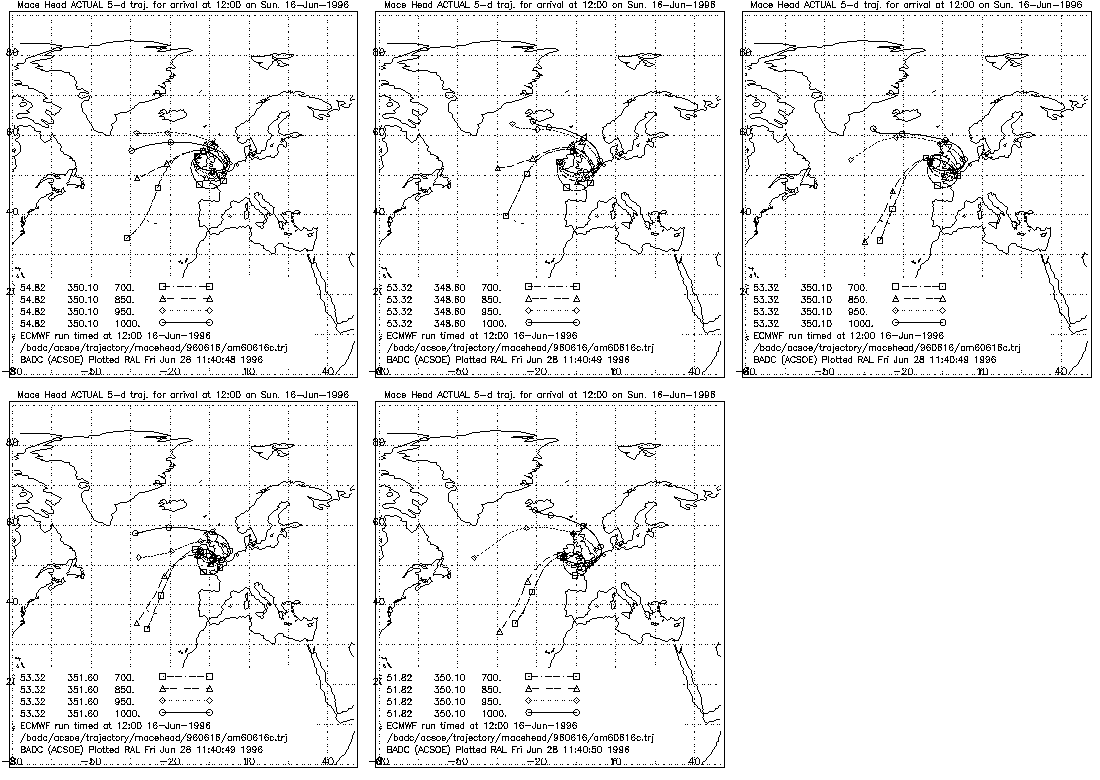 Mace Head ACTUAL 5-d traj. for arrival at 12:00 on Sun. 16-Jun-1996
80
60
40
54.82 350.10 700.
54.82 350.10 850.
54.82 350.10 950.
54.82 350.10 1000.
ECMWF run timed at 12:00 16-Jun-1996
/badc/acsoe/trajectory/macehead/960616/am60616c.trj
BADC (ACSOE) Plotted RAL Fri Jun 28 11:40:48 1996
-50 -20 10 40
Mace Head ACTUAL 5-d traj. for arrival at 12:00 on Sun. 16-Jun-1996
80
60
40
53.32 348.60 700.
53.32 348.60 850.
53.32 348.60 950.
53.32 348.60 1000.
ECMWF run timed at 12:00 16-Jun-1996
/badc/acsoe/trajectory/macehead/960616/am60616c.trj
BADC (ACSOE) Plotted RAL Fri Jun 28 11:40:49 1996
-50 -20 10 40
Mace Head ACTUAL 5-d traj. for arrival at 12:00 on Sun. 16-Jun-1996
80
60
40
53.32 350.10 700.
53.32 350.10 850.
53.32 350.10 950.
53.32 350.10 1000.
ECMWF run timed at 12:00 16-Jun-1996
/badc/acsoe/trajectory/macehead/960616/am60616c.trj
BADC (ACSOE) Plotted RAL Fri Jun 28 11:40:49 1996
-50 -20 10 40
Mace Head ACTUAL 5-d traj. for arrival at 12:00 on Sun. 16-Jun-1996
80
60
40
53.32 351.60 700.
53.32 351.60 850.
53.32 351.60 950.
53.32 351.60 1000.
ECMWF run timed at 12:00 16-Jun-1996
/badc/acsoe/trajectory/macehead/960616/am60616c.trj
BADC (ACSOE) Plotted RAL Fri Jun 28 11:40:49 1996
-50 -20 10 40
Mace Head ACTUAL 5-d traj. for arrival at 12:00 on Sun. 16-Jun-1996
80
60
40
51.82 350.10 700.
51.82 350.10 850.
51.82 350.10 950.
51.82 350.10 1000.
ECMWF run timed at 12:00 16-Jun-1996
/badc/acsoe/trajectory/macehead/960616/am60616c.trj
BADC (ACSOE) Plotted RAL Fri Jun 28 11:40:50 1996
-50 -20 10 40